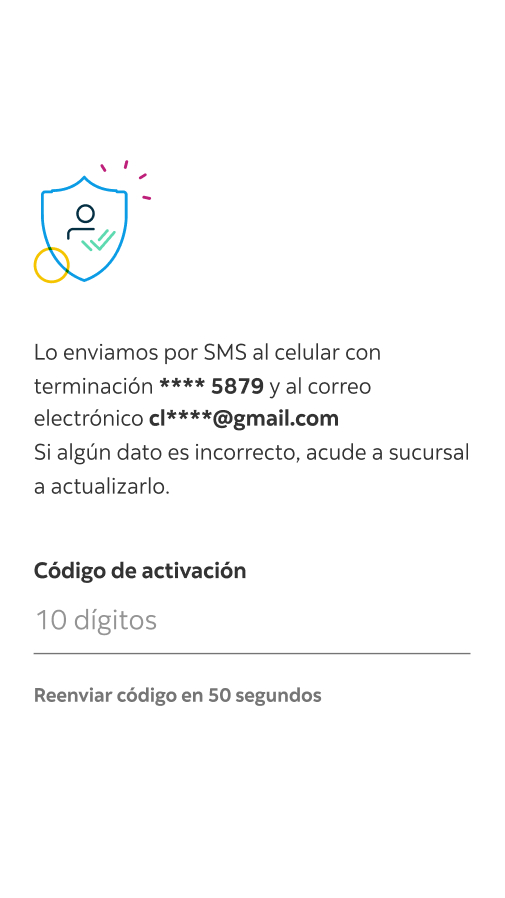 Lo enviamos por SMS al celular con
terminación **** 5879 y al correo
electrónico cl****@gmail.com
Si algún dato es incorrecto, acude a sucursal
a actualizarlo.
Código de activación
10 dígitos
Reenviar código en 50 segundos